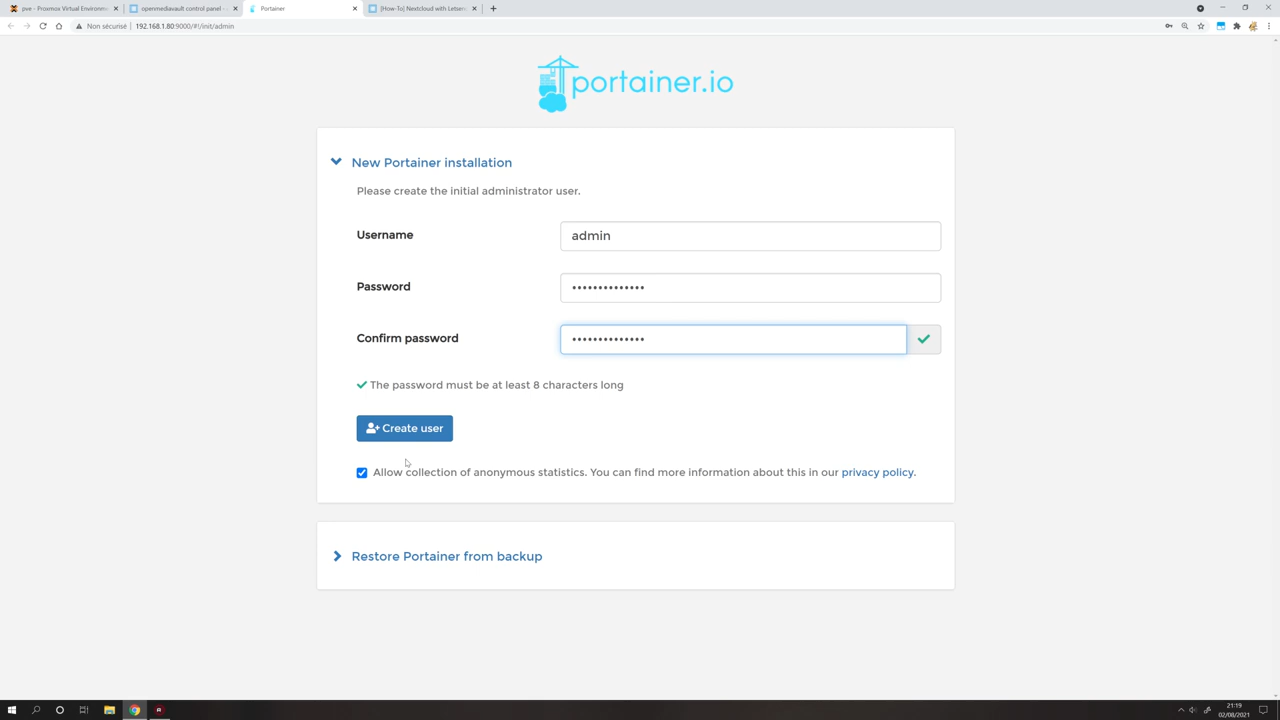 pve - Proxmox Virtual Environme
openmediavault control panel -
Portainer
[How-To] Nextcloud with Letsenc
Non sécurisé
192.168.1.80:9000/#!/init/admin
portainer.io
New Portainer installation
Please create the initial administrator user.
Username
admin
Password
••••••••••••••
Confirm password
••••••••••••••
The password must be at least 8 characters long
Create user
Allow collection of anonymous statistics. You can find more information about this in our privacy policy.
Restore Portainer from backup
21:19
02/08/2021